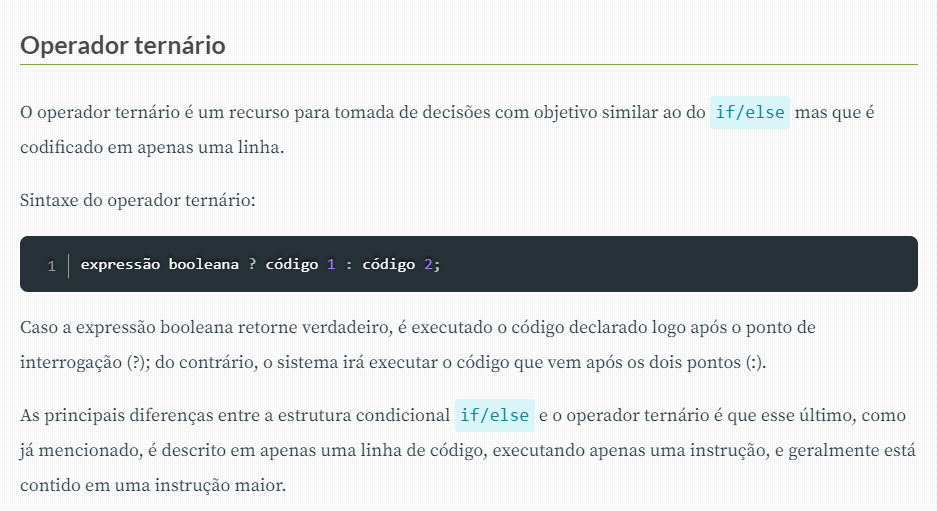 Operador ternário
O operador ternário é um recurso para tomada de decisões com objetivo similar ao do if/else mas que é
codificado em apenas uma linha.
Sintaxe do operador ternário:
1 expressão booleana ? código 1 : código 2;
Caso a expressão booleana retorne verdadeiro, é executado o código declarado logo após o ponto de
interrogação (?); do contrário, o sistema irá executar o código que vem após os dois pontos (:).
As principais diferenças entre a estrutura condicional if/else e o operador ternário é que esse último, como
já mencionado, é descrito em apenas uma linha de código, executando apenas uma instrução, e geralmente está
contido em uma instrução maior.